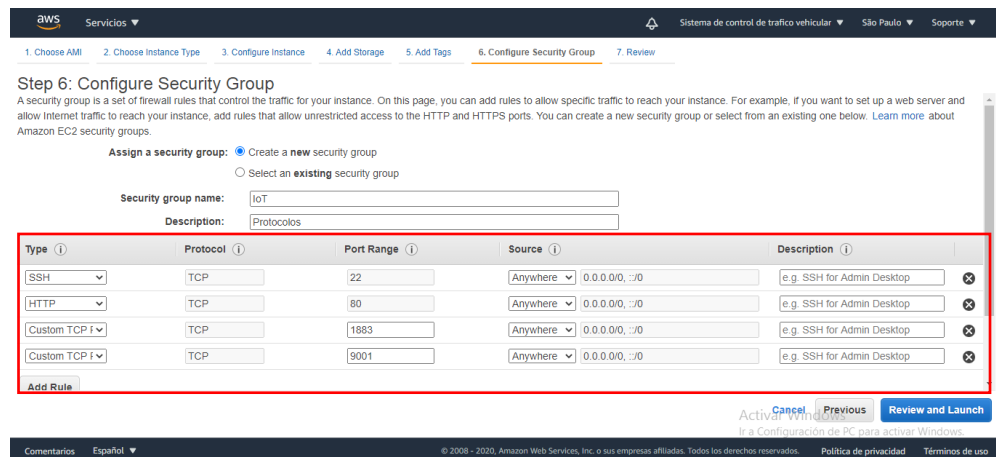 aws Servicios ▼ Sistema de control de trafico vehicular ▼ São Paulo ▼ Soporte ▼
1. Choose AMI 2. Choose Instance Type 3. Configure Instance 4. Add Storage 5. Add Tags 6. Configure Security Group 7. Review
Step 6: Configure Security Group
A security group is a set of firewall rules that control the traffic for your instance. On this page, you can add rules to allow specific traffic to reach your instance. For example, if you want to set up a web server and
allow Internet traffic to reach your instance, add rules that allow unrestricted access to the HTTP and HTTPS ports. You can create a new security group or select from an existing one below. Learn more about
Amazon EC2 security groups.
Assign a security group: Create a new security group
Select an existing security group
Security group name: IoT
Description: Protocolos
Type i Protocol i Port Range i Source i Description i
SSH TCP 22 Anywhere 0.0.0.0/0, ::/0 e.g. SSH for Admin Desktop
HTTP TCP 80 Anywhere 0.0.0.0/0, ::/0 e.g. SSH for Admin Desktop
Custom TCP F TCP 1883 Anywhere 0.0.0.0/0, ::/0 e.g. SSH for Admin Desktop
Custom TCP F TCP 9001 Anywhere 0.0.0.0/0, ::/0 e.g. SSH for Admin Desktop
Add Rule
Cancel Previous Review and Launch
Activar Windows
Ir a Configuración de PC para activar Windows.
Comentarios Español ▼ © 2008 - 2020, Amazon Web Services, Inc. o sus empresas afiliadas. Todos los derechos reservados. Política de privacidad Términos de uso